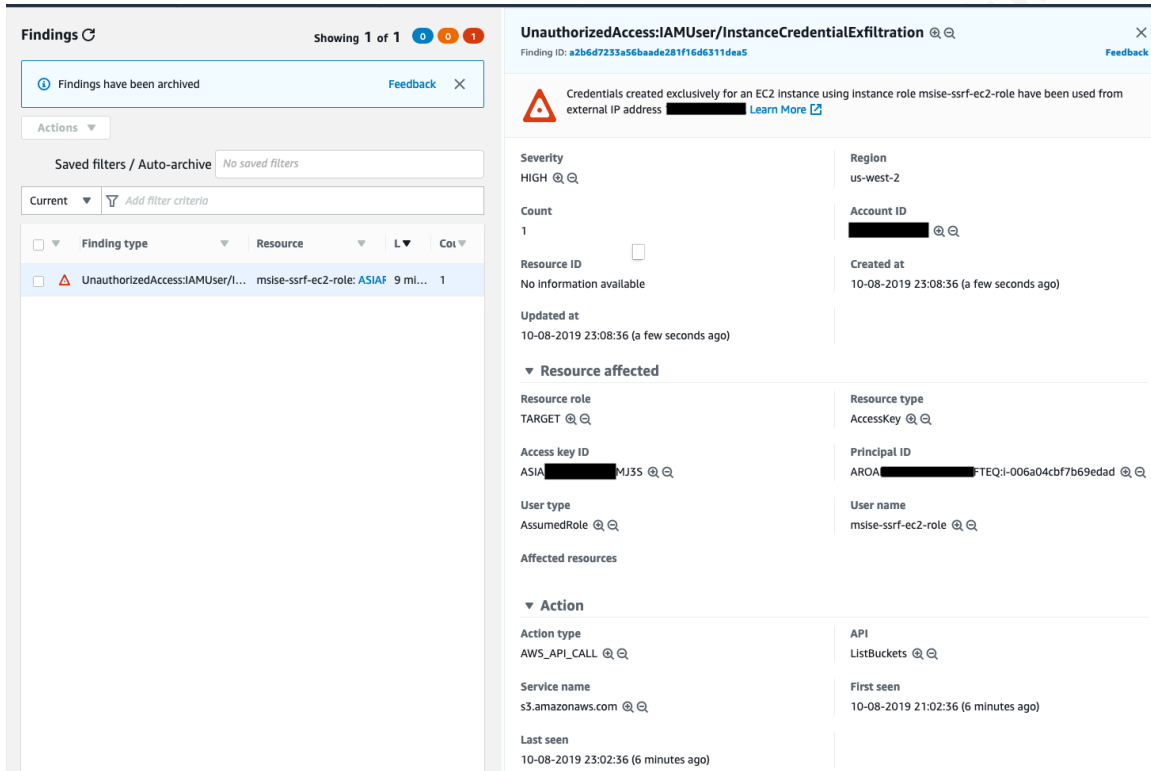 Findings
Showing 1 of 1 0 0 1
Findings have been archived Feedback
Actions
Saved filters / Auto-archive No saved filters
Current Add filter criteria
Finding type Resource L Cou
UnauthorizedAccess:IAMUser/I... msise-ssrf-ec2-role: ASIAF 9 mi... 1
UnauthorizedAccess:IAMUser/InstanceCredentialExfiltration
Finding ID: a2b6d7233a56baade281f16d6311dea5 Feedback
Credentials created exclusively for an EC2 instance using instance role msise-ssrf-ec2-role have been used from
external IP address Learn More
Severity Region
HIGH us-west-2
Count Account ID
1
Resource ID Created at
No information available 10-08-2019 23:08:36 (a few seconds ago)
Updated at
10-08-2019 23:08:36 (a few seconds ago)
Resource affected
Resource role Resource type
TARGET AccessKey
Access key ID Principal ID
ASIA MJ3S AROA FTEQ:i-006a04cbf7b69edad
User type User name
AssumedRole msise-ssrf-ec2-role
Affected resources
Action
Action type API
AWS_API_CALL ListBuckets
Service name First seen
s3.amazonaws.com 10-08-2019 21:02:36 (6 minutes ago)
Last seen
10-08-2019 23:02:36 (6 minutes ago)